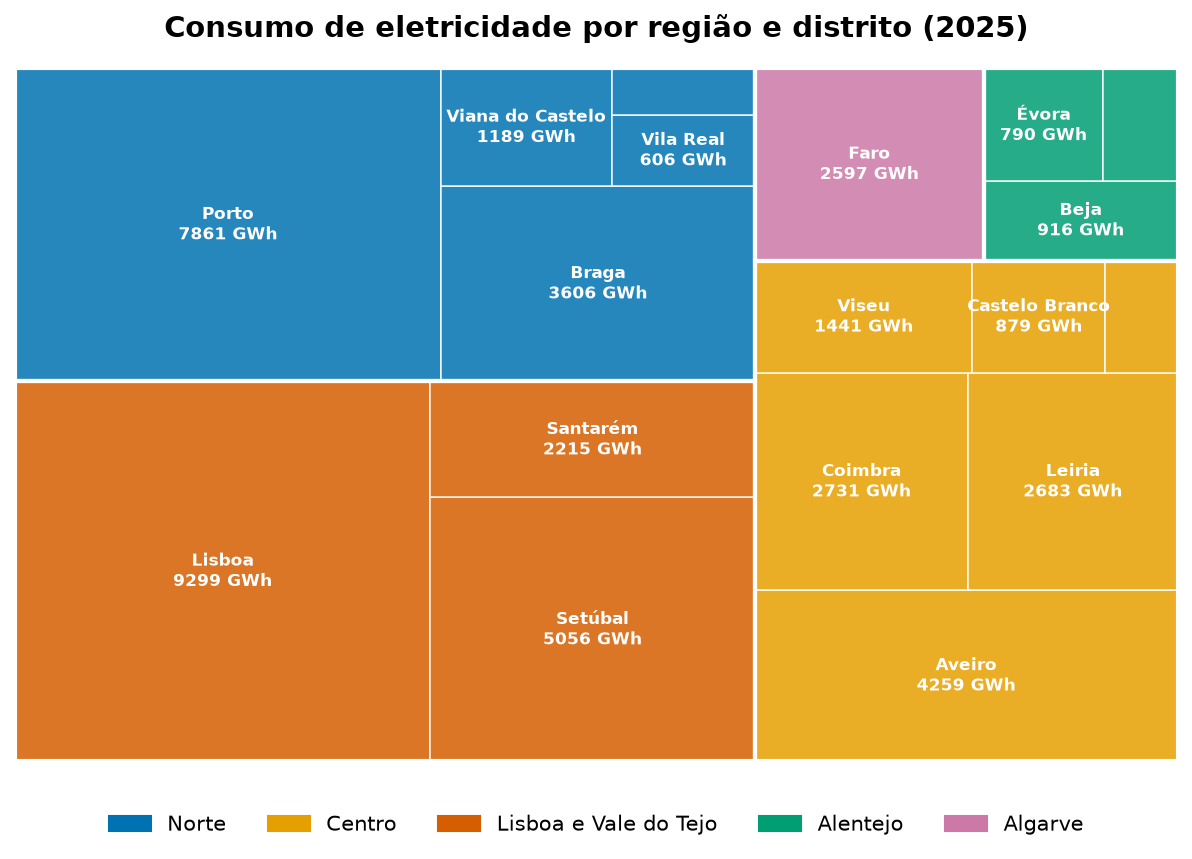 Consumo de eletricidade por região e distrito (2025)
Porto
7861 GWh
Viana do Castelo
1189 GWh
Vila Real
606 GWh
Braga
3606 GWh
Faro
2597 GWh
Évora
790 GWh
Beja
916 GWh
Viseu
1441 GWh
Castelo Branco
879 GWh
Coimbra
2731 GWh
Leiria
2683 GWh
Aveiro
4259 GWh
Lisboa
9299 GWh
Santarém
2215 GWh
Setúbal
5056 GWh
Norte
Centro
Lisboa e Vale do Tejo
Alentejo
Algarve